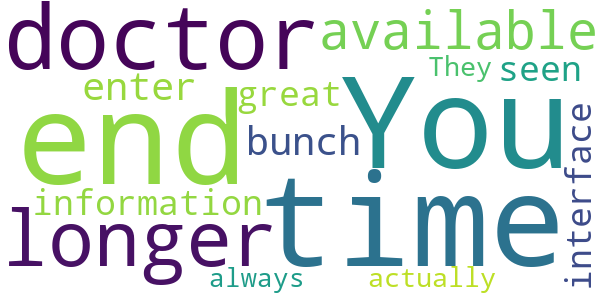 doctor
available
They
seen
enter
great
You
end
bunch
interface
information
longer
time
always
actually